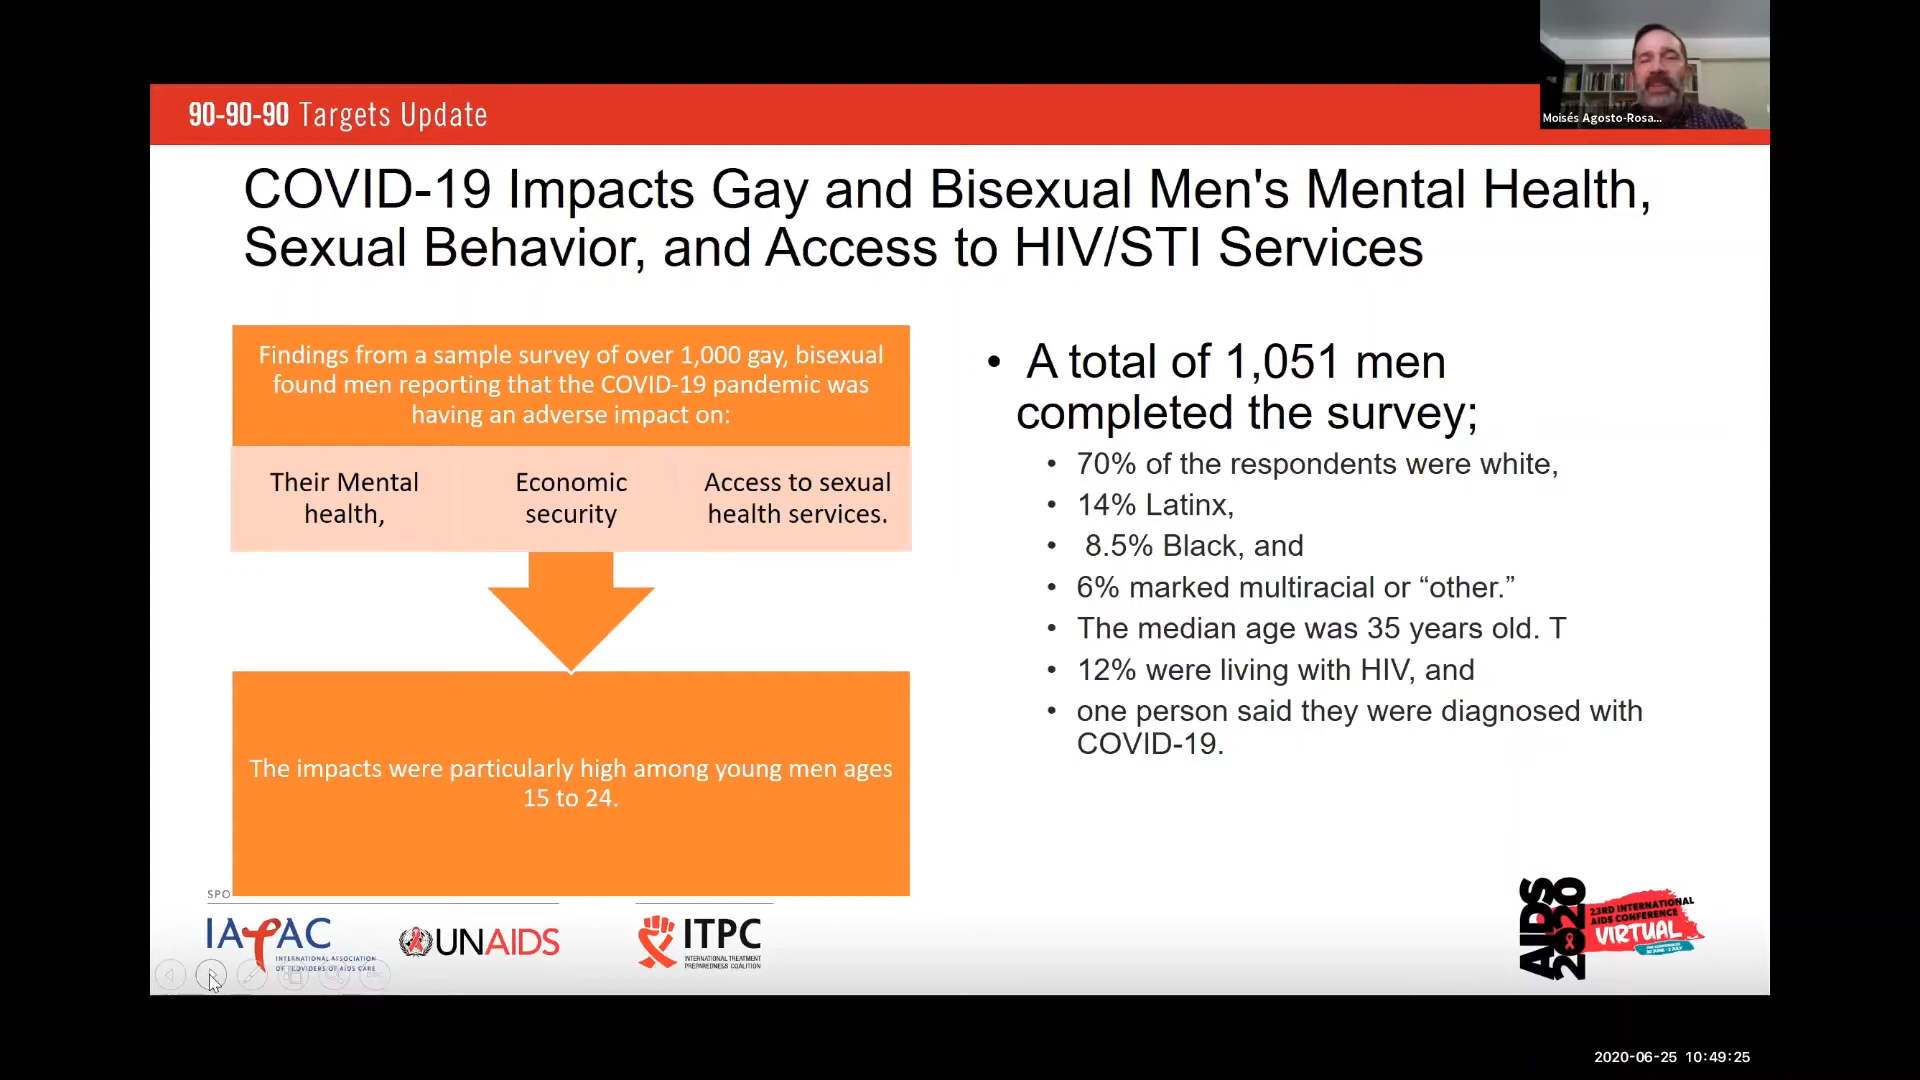 Moisés Agosto-Rosa...
90-90-90 Targets Update
COVID-19 Impacts Gay and Bisexual Men's Mental Health,
Sexual Behavior, and Access to HIV/STI Services
Findings from a sample survey of over 1,000 gay, bisexual
found men reporting that the COVID-19 pandemic was
having an adverse impact on:
Their Mental
health,
Economic
security
Access to sexual
health services.
The impacts were particularly high among young men ages
15 to 24.
• A total of 1,051 men
completed the survey;
• 70% of the respondents were white,
• 14% Latinx,
• 8.5% Black, and
• 6% marked multiracial or “other.”
• The median age was 35 years old. T
• 12% were living with HIV, and
• one person said they were diagnosed with
COVID-19.
SPO
IAPAC
INTERNATIONAL ASSOCIATION
OF PROVIDERS OF AIDS CARE
UNAIDS
ITPC
INTERNATIONAL TREATMENT
PREPAREDNESS COALITION
AIDS
2020
23RD INTERNATIONAL
AIDS CONFERENCE
VIRTUAL
2020-06-25 10:49:25